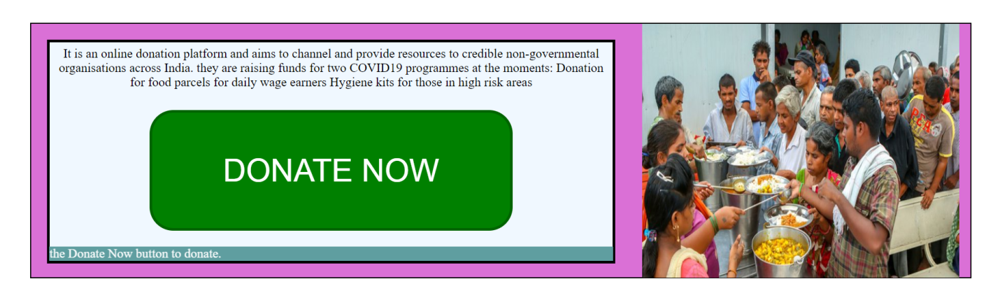 It is an online donation platform and aims to channel and provide resources to credible non-governmental
organisations across India. they are raising funds for two COVID19 programmes at the moments: Donation
for food parcels for daily wage earners Hygiene kits for those in high risk areas
DONATE NOW
the Donate Now button to donate.